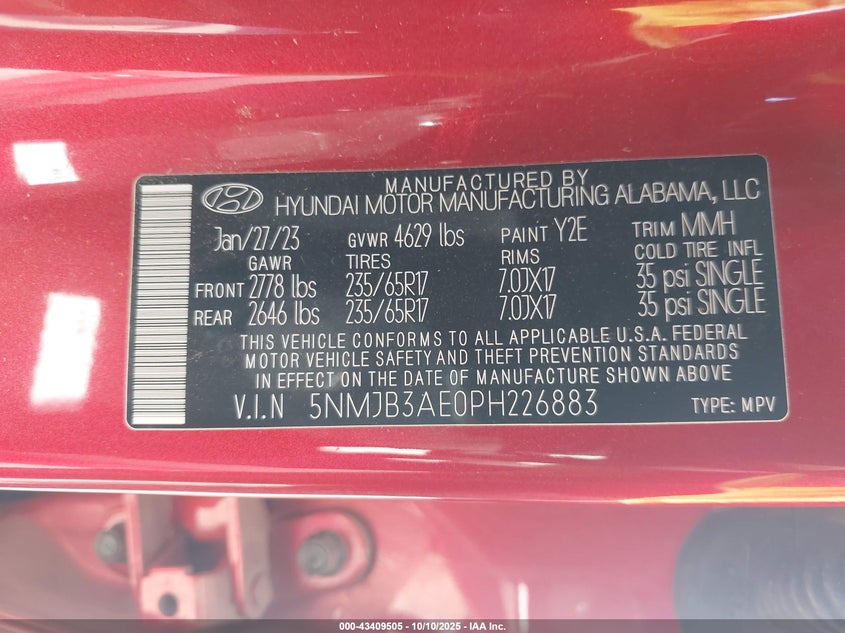 MANUFACTURED BY
HYUNDAI MOTOR MANUFACTURING ALABAMA, LLC
Jan/27/23 GVWR 4629 lbs PAINT Y2E TRIM MMH
GAWR TIRES RIMS COLD TIRE INFL
FRONT 2778 lbs 235/65R17 7.0JX17 35 psi SINGLE
REAR 2646 lbs 235/65R17 7.0JX17 35 psi SINGLE
THIS VEHICLE CONFORMS TO ALL APPLICABLE U.S.A. FEDERAL
MOTOR VEHICLE SAFETY AND THEFT PREVENTION STANDARDS
IN EFFECT ON THE DATE OF MANUFACTURE SHOWN ABOVE
V.I.N 5NMJB3AE0PH226883 TYPE: MPV
000-43409505 - 10/10/2025 - IAA Inc.